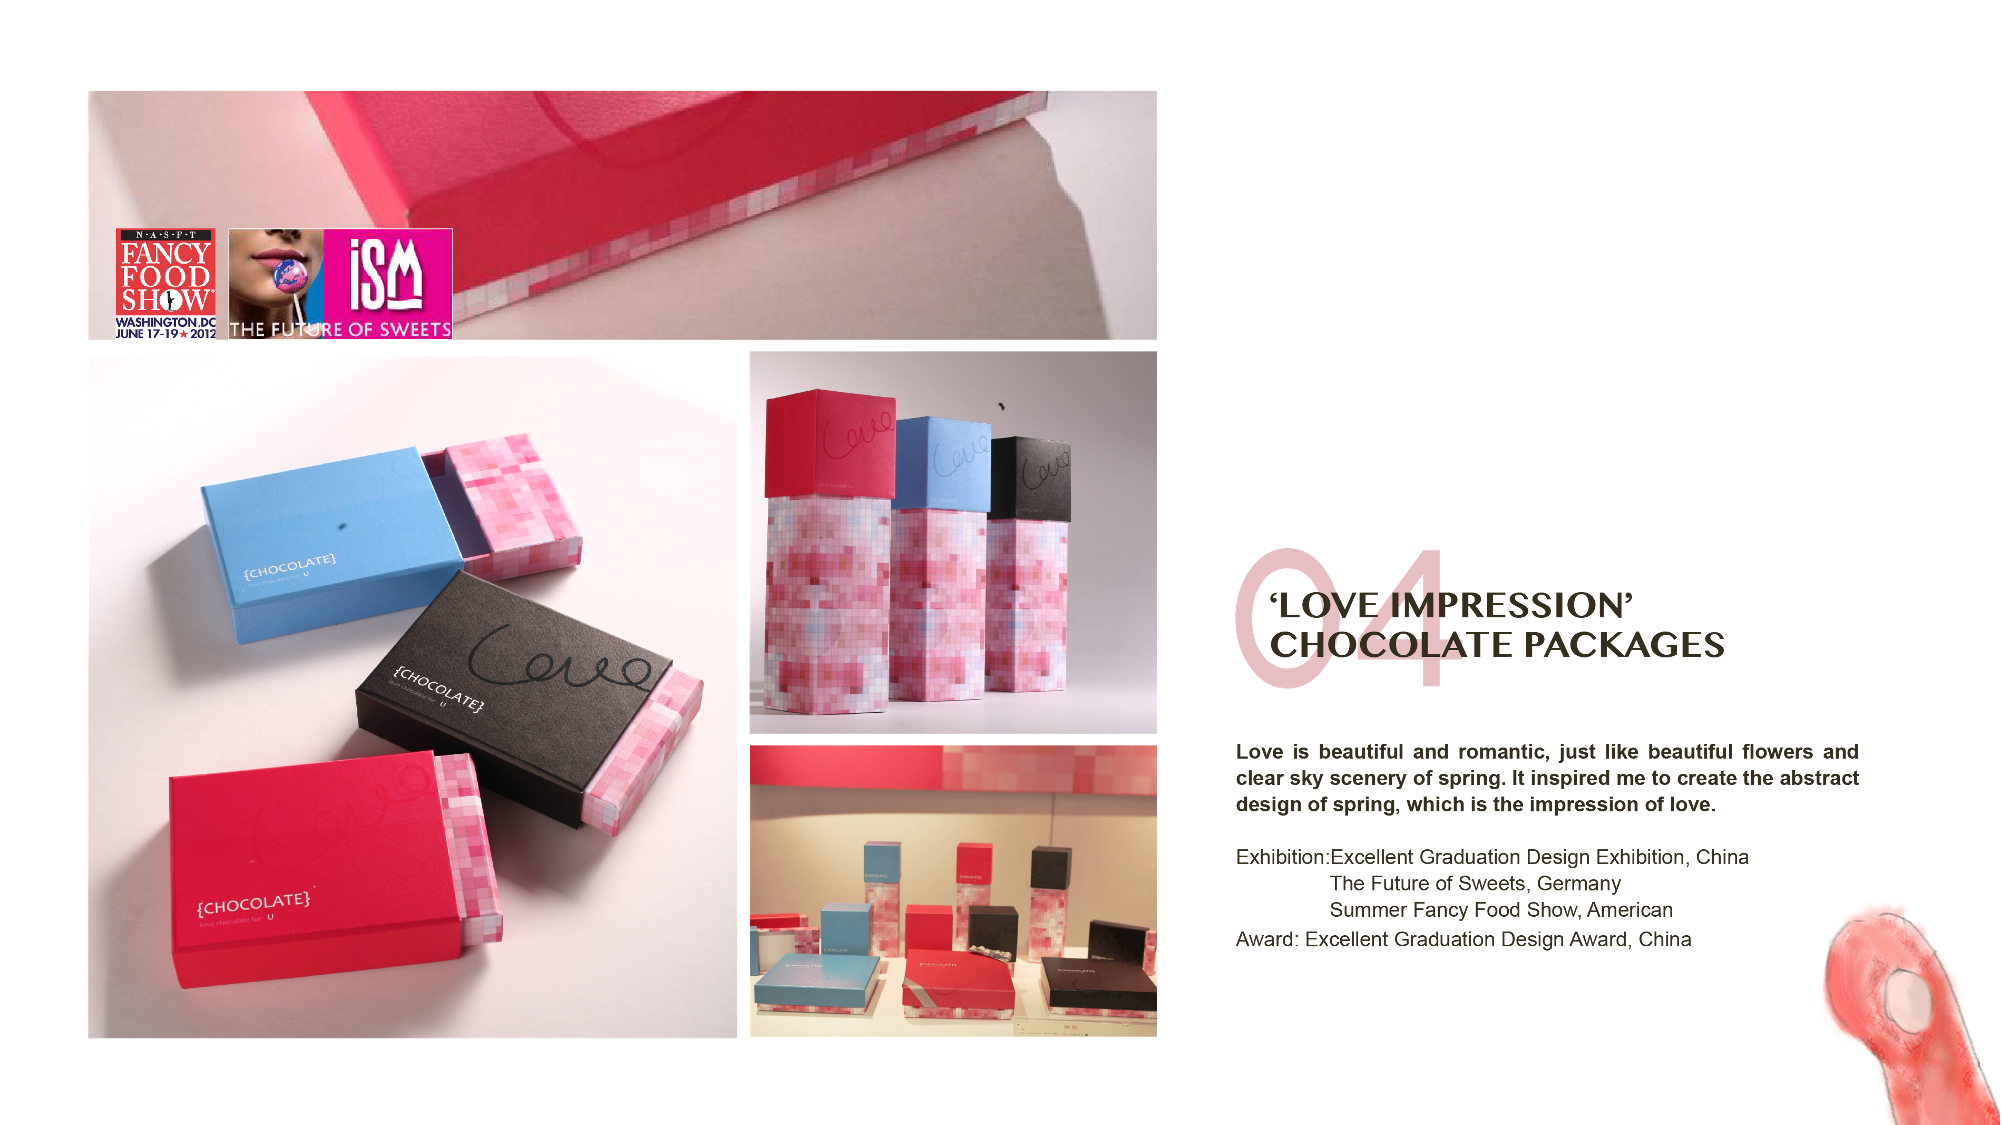 N·A·S·F·T
FANCY
FOOD
SHOW
WASHINGTON.DC
JUNE 17-19★2012
iSM
THE FUTURE OF SWEETS
{CHOCOLATE}
U
Love
{CHOCOLATE}
U
Love
{CHOCOLATE}
love chocolate for U
Love
Love
Love
04
‘LOVE IMPRESSION’
CHOCOLATE PACKAGES
Love is beautiful and romantic, just like beautiful flowers and
clear sky scenery of spring. It inspired me to create the abstract
design of spring, which is the impression of love.
Exhibition:Excellent Graduation Design Exhibition, China
The Future of Sweets, Germany
Summer Fancy Food Show, American
Award: Excellent Graduation Design Award, China